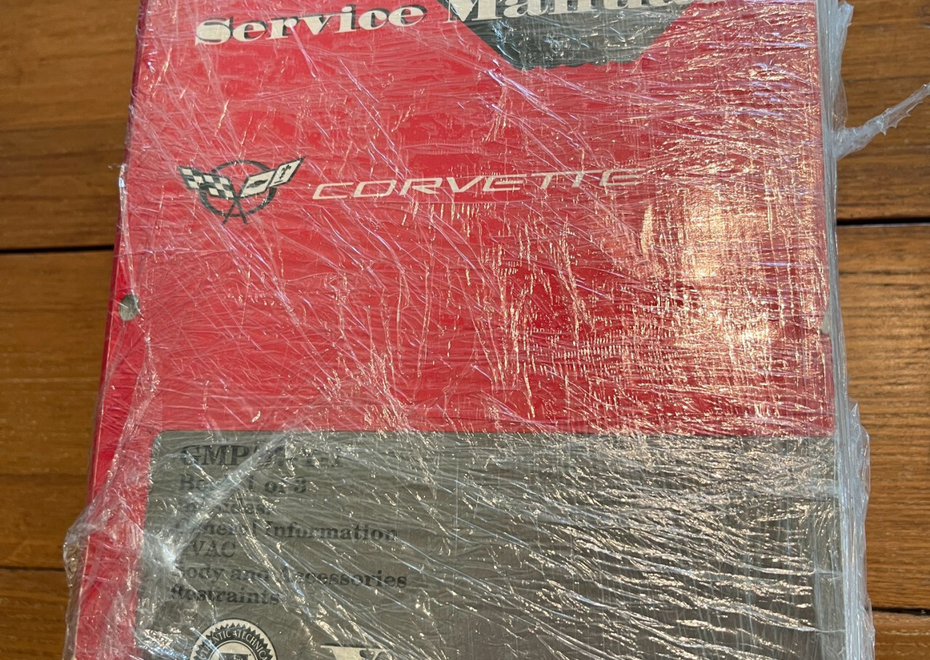 Service Manual
CORVETTE
Book 1 of 3
General Information
HVAC
Body and Accessories
Restraints
Y